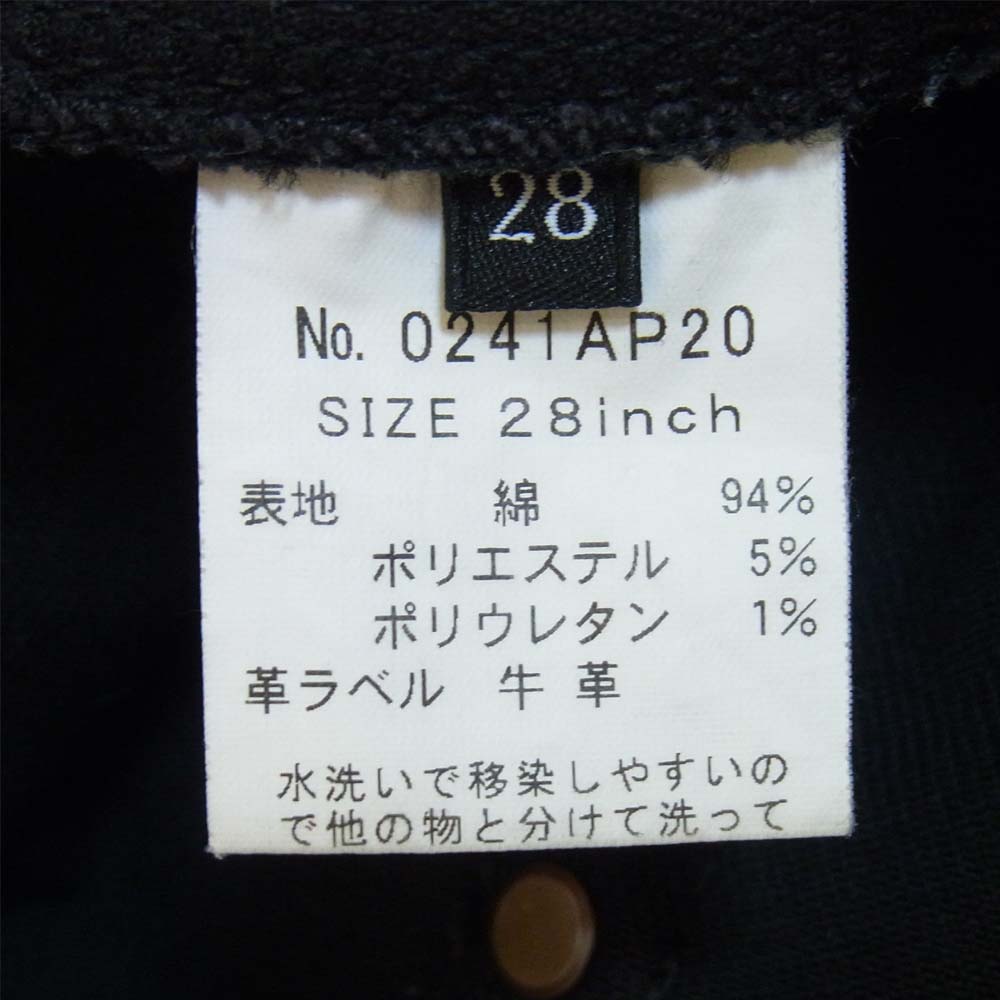 28
No. 0241AP20
SIZE 28inch
表地 綿 94%
ポリエステル 5%
ポリウレタン 1%
革ラベル 牛革
水洗いで移染しやすいの
で他の物と分けて洗って